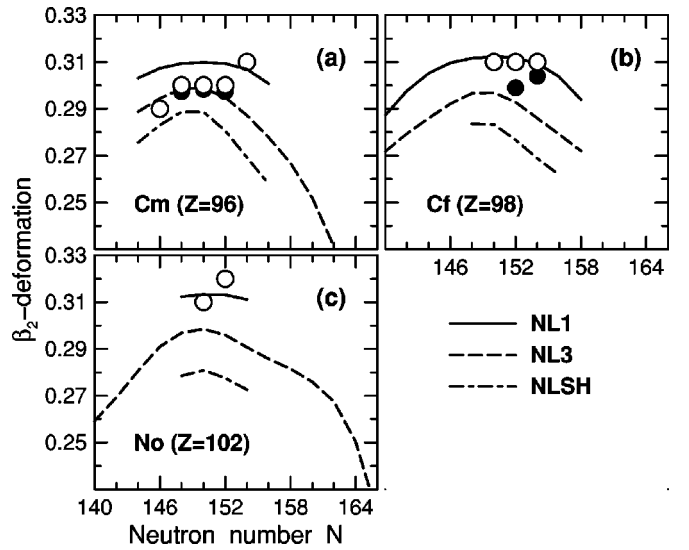 0.33
0.31
0.29
0.27
0.25
(a)
Cm (Z=96)
(b)
Cf (Z=98)
146 152 158 164
β2−deformation
0.33
0.31
0.29
0.27
0.25
(c)
No (Z=102)
140 146 152 158 164
Neutron number N
NL1
NL3
NLSH